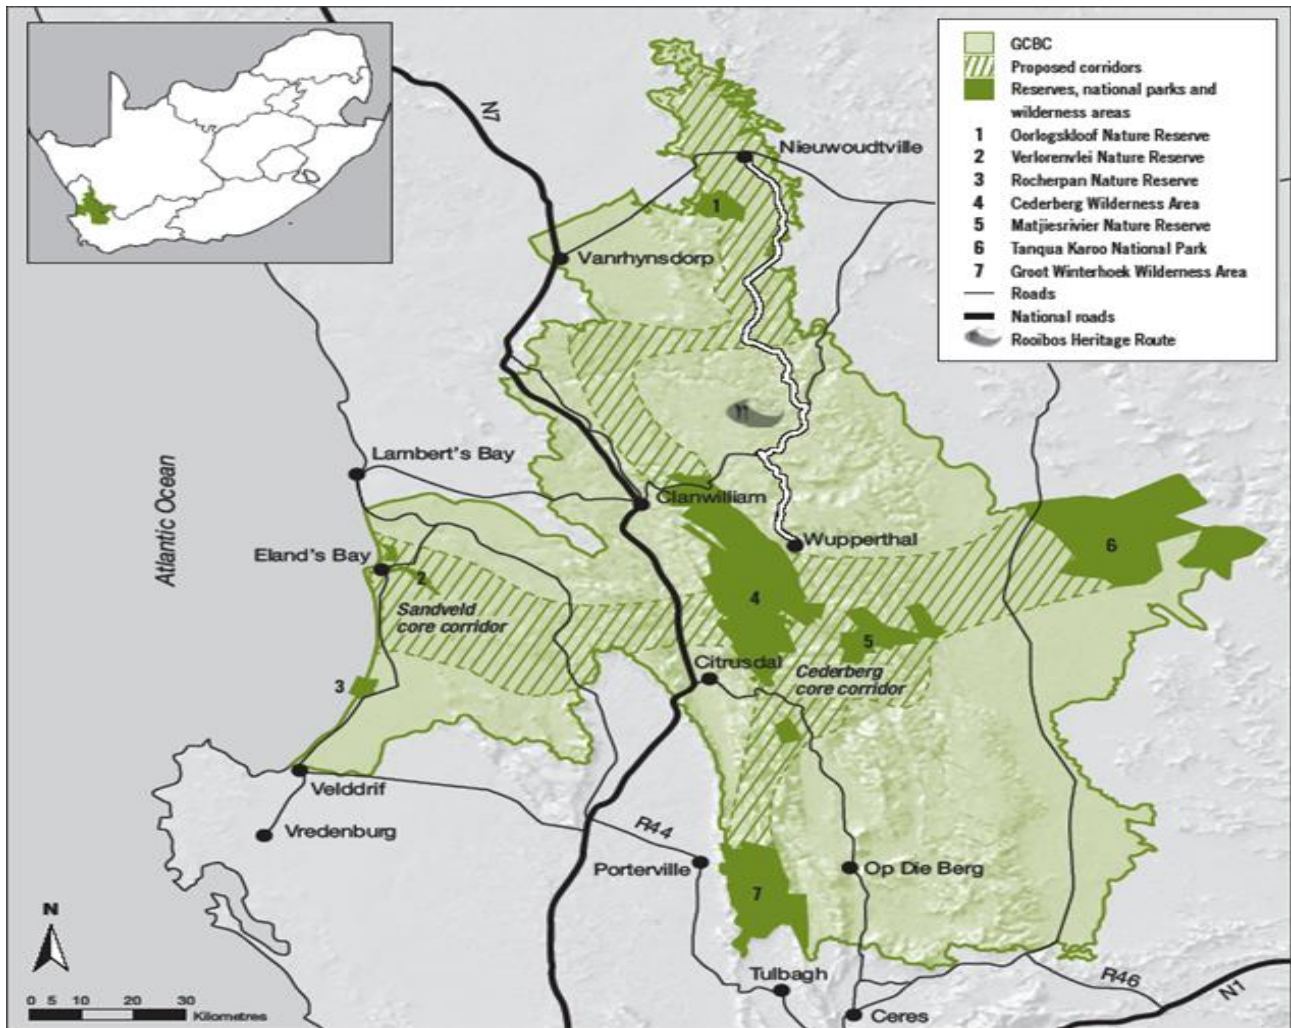 GCBC
Proposed corridors
Reserves, national parks and
wilderness areas
1 Oorlogskloof Nature Reserve
2 Verlorenvlei Nature Reserve
3 Rocherpan Nature Reserve
4 Cederberg Wilderness Area
5 Matjiesrivier Nature Reserve
6 Tanqua Karoo National Park
7 Groot Winterhoek Wilderness Area
Roads
National roads
Rooibos Heritage Route
N7
Nieuwoudtville
1
Vanrhynsdorp
Lambert's Bay
Atlantic Ocean
Clanwilliam
Wupperthal
Eland's Bay
2
6
4
Sandveld
core corridor
5
Citrusdal
Cederberg
core corridor
3
Velddrif
Vredenburg
R44
Porterville
Op Die Berg
7
N
Tulbagh
R46
N1
0 5 10 20 30
Kilometres
Ceres